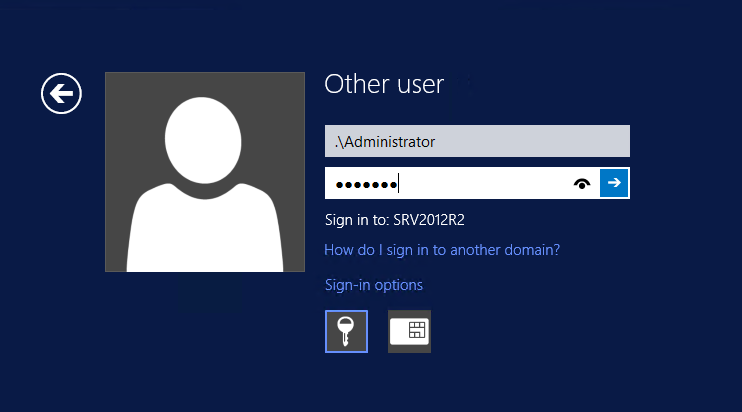 Other user
.\Administrator
•••••••
Sign in to: SRV2012R2
How do I sign in to another domain?
Sign-in options